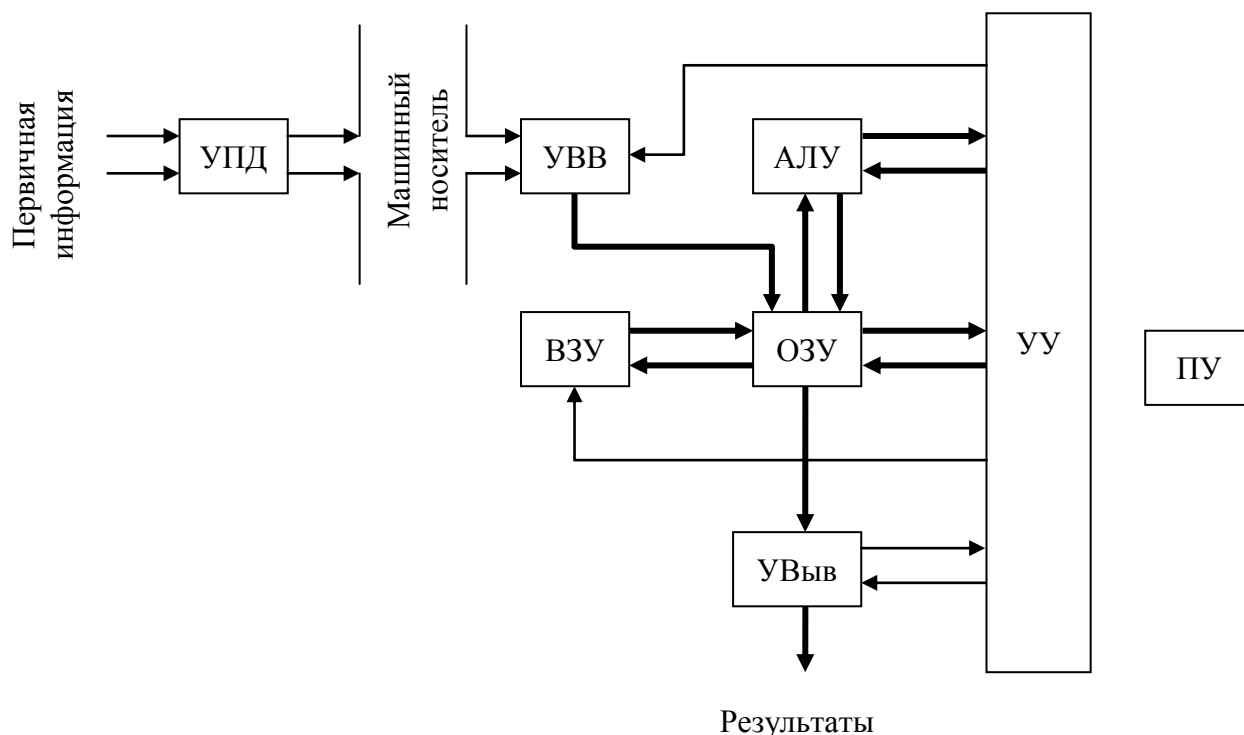 Первичная
информация
УПД
Машинный
носитель
УВВ
АЛУ
ВЗУ
ОЗУ
УУ
ПУ
УВыв
Результаты